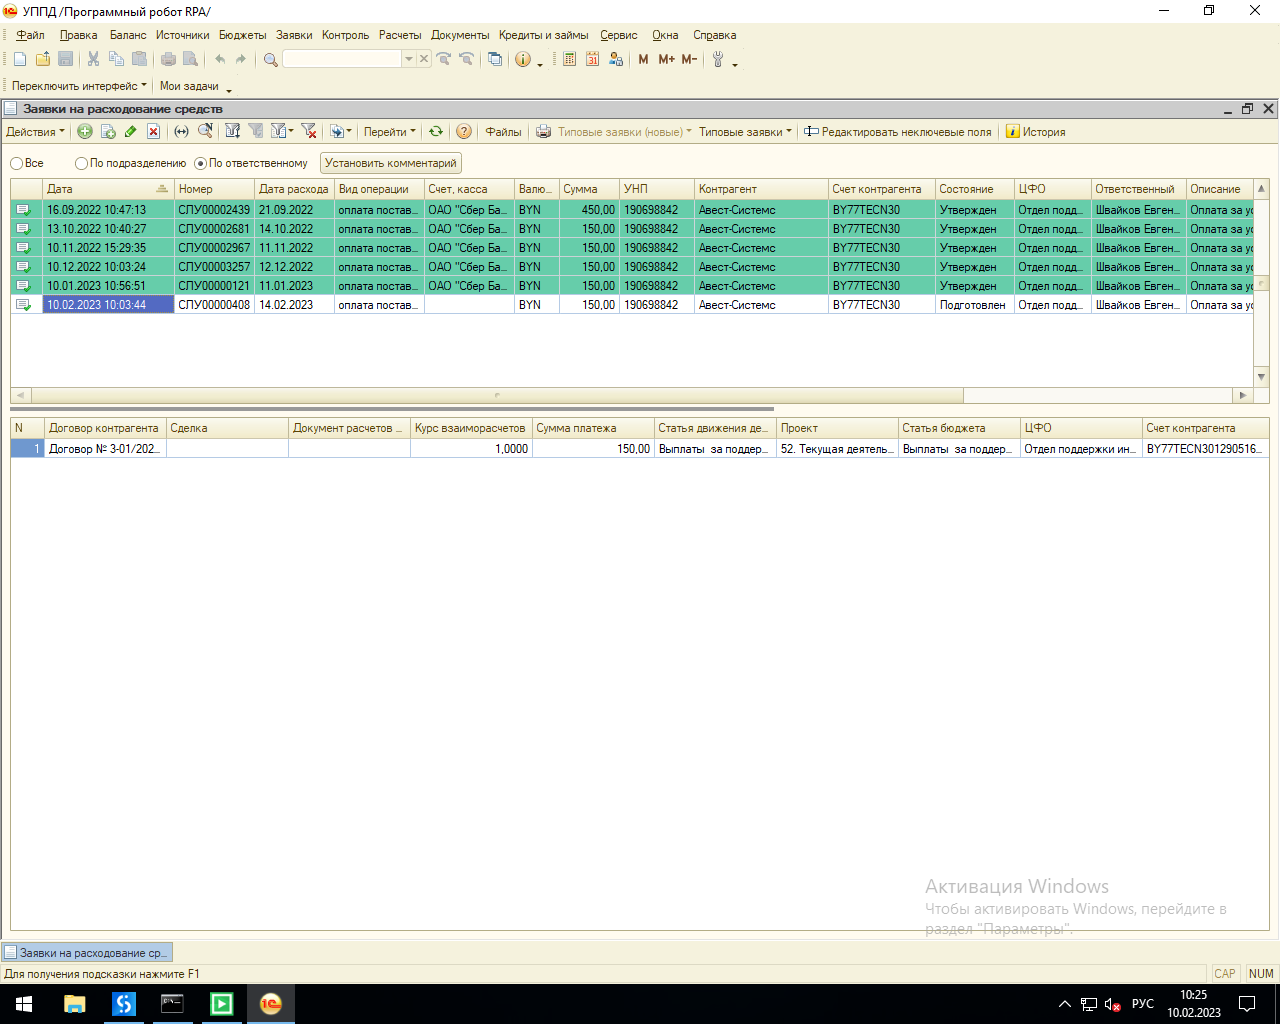 УППД /Программный робот RPA/
Файл Правка Баланс Источники Бюджеты Заявки Контроль Расчеты Документы Кредиты и займы Сервис Окна Справка
M M+ M-
Переключить интерфейс Мои задачи
Заявки на расходование средств
Действия Перейти Файлы Типовые заявки (новые) Типовые заявки Редактировать неключевые поля История
Все По подразделению По ответственному Установить комментарий
Дата Номер Дата расхода Вид операции Счет, касса Валю... Сумма УНП Контрагент Счет контрагента Состояние ЦФО Ответственный Описание
16.09.2022 10:47:13 СПУ00002439 21.09.2022 оплата постав... ОАО "Сбер Ба... BYN 450,00 190698842 Авест-Системс BY77TECN30 Утвержден Отдел подд... Швайков Евген... Оплата за ус
13.10.2022 10:40:27 СПУ00002681 14.10.2022 оплата постав... ОАО "Сбер Ба... BYN 150,00 190698842 Авест-Системс BY77TECN30 Утвержден Отдел подд... Швайков Евген... Оплата за ус
10.11.2022 15:29:35 СПУ00002967 11.11.2022 оплата постав... ОАО "Сбер Ба... BYN 150,00 190698842 Авест-Системс BY77TECN30 Утвержден Отдел подд... Швайков Евген... Оплата за ус
10.12.2022 10:03:24 СПУ00003257 12.12.2022 оплата постав... ОАО "Сбер Ба... BYN 150,00 190698842 Авест-Системс BY77TECN30 Утвержден Отдел подд... Швайков Евген... Оплата за ус
10.01.2023 10:56:51 СПУ00000121 11.01.2023 оплата постав... ОАО "Сбер Ба... BYN 150,00 190698842 Авест-Системс BY77TECN30 Утвержден Отдел подд... Швайков Евген... Оплата за ус
10.02.2023 10:03:44 СПУ00000408 14.02.2023 оплата постав... BYN 150,00 190698842 Авест-Системс BY77TECN30 Подготовлен Отдел подд... Швайков Евген... Оплата за ус
N Договор контрагента Сделка Документ расчетов ... Курс взаиморасчетов Сумма платежа Статья движения де... Проект Статья бюджета ЦФО Счет контрагента
1 Договор № 3-01/202... 1,0000 150,00 Выплаты за поддер... 52. Текущая деятель... Выплаты за поддер... Отдел поддержки ин... BY77TECN301290516...
Активация Windows
Чтобы активировать Windows, перейдите в
раздел "Параметры".
Заявки на расходование ср...
Для получения подсказки нажмите F1 CAP NUM
РУС 10:25
10.02.2023